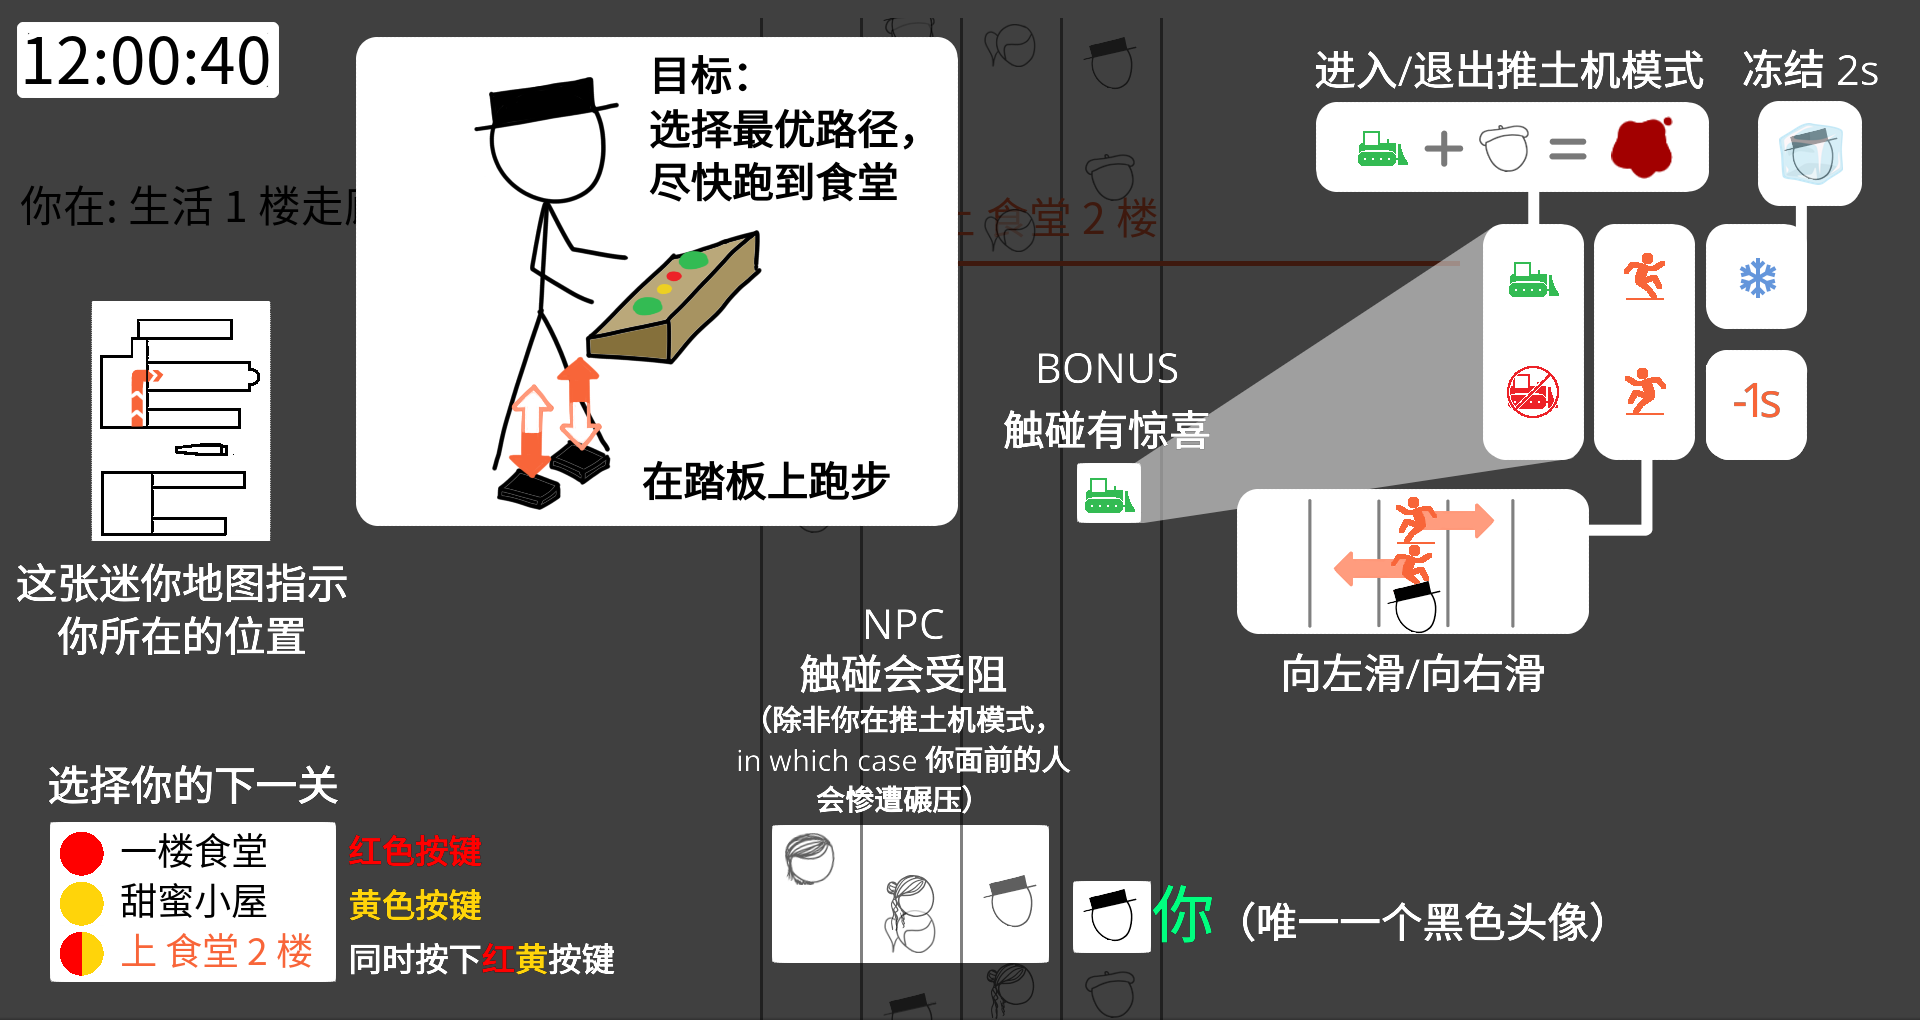 12:00:40
目标：
选择最优路径，
尽快跑到食堂
在踏板上跑步
进入/退出推土机模式
冻结 2s
你在: 生活 1 楼走
上 食堂 2 楼
-1s
BONUS
触碰有惊喜
这张迷你地图指示
你所在的位置
NPC
触碰会受阻
（除非你在推土机模式，
in which case 你面前的人
会惨遭碾压）
向左滑/向右滑
选择你的下一关
一楼食堂 红色按键
甜蜜小屋 黄色按键
上 食堂 2 楼 同时按下红黄按键
你（唯一一个黑色头像）